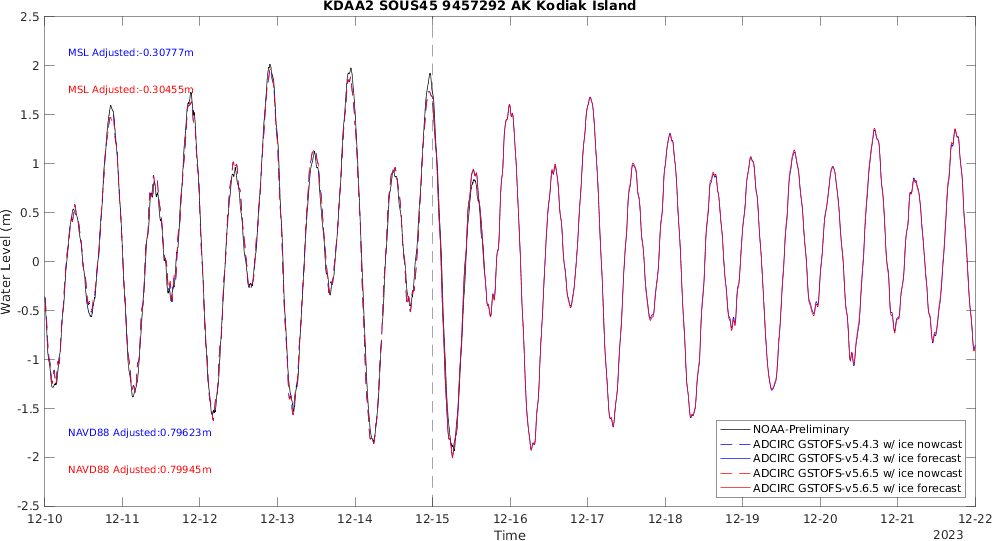 KDAA2 SOUS45 9457292 AK Kodiak Island
2.5
2
1.5
1
0.5
0
-0.5
-1
-1.5
-2
-2.5
Water Level (m)
MSL Adjusted:-0.30777m
MSL Adjusted:-0.30455m
NAVD88 Adjusted:0.79623m
NAVD88 Adjusted:0.79945m
NOAA-Preliminary
ADCIRC GSTOFS-v5.4.3 w/ ice nowcast
ADCIRC GSTOFS-v5.4.3 w/ ice forecast
ADCIRC GSTOFS-v5.6.5 w/ ice nowcast
ADCIRC GSTOFS-v5.6.5 w/ ice forecast
12-10 12-11 12-12 12-13 12-14 12-15 12-16 12-17 12-18 12-19 12-20 12-21 12-22
Time
2023